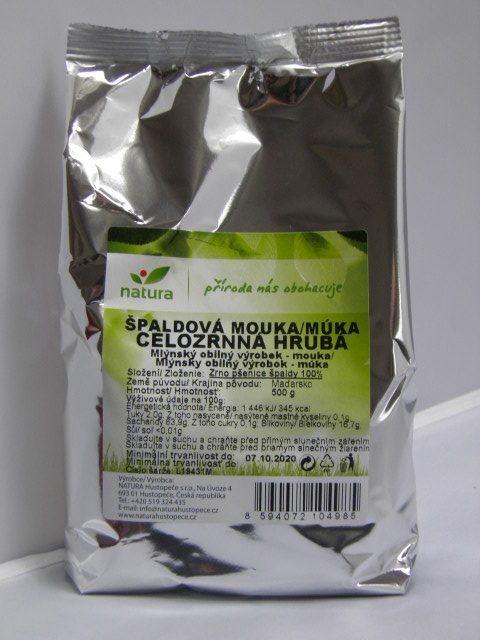 natura
příroda nás obohacuje
ŠPALDOVÁ MOUKA/MÚKA
CELOZRNNÁ HRUBÁ
Mlýnský obilný výrobek - mouka/
Mlynský obilný výrobok - múka
Složení/ Zloženie: Zrno pšenice špaldy 100%
Země původu/ Krajina pôvodu: Maďarsko
Hmotnost/ Hmotnosť: 500 g
Výživové údaje na 100g:
Energetická hodnota/ Energia: 1 446 kJ/ 345 kcal
Tuky 2,0g: Z toho nasycené/ nasýtené mastné kyseliny 0,1g
Sacharidy 63,9g: Z toho cukry 0,1g: Bílkoviny/ Bielkoviny 16,7g
Sůl/ soľ <0,01g
Skladujte v suchu a chraňte před přímým slunečním zářením
Skladujte v suchu a chráňte pred priamym slnečným žiarením
Minimální trvanlivost do: 07.10.2020
Minimálna trvanlivosť do
Číslo šarže: L19431M
Výrobce/ Výrobca:
NATURA Hustopeče s.r.o., Na Úvoze 4
693 01 Hustopeče, Česká republika
Tel.: +420 519 324 435
E-mail: info@naturahustopece.cz
www.naturahustopece.cz
8 594072 104985